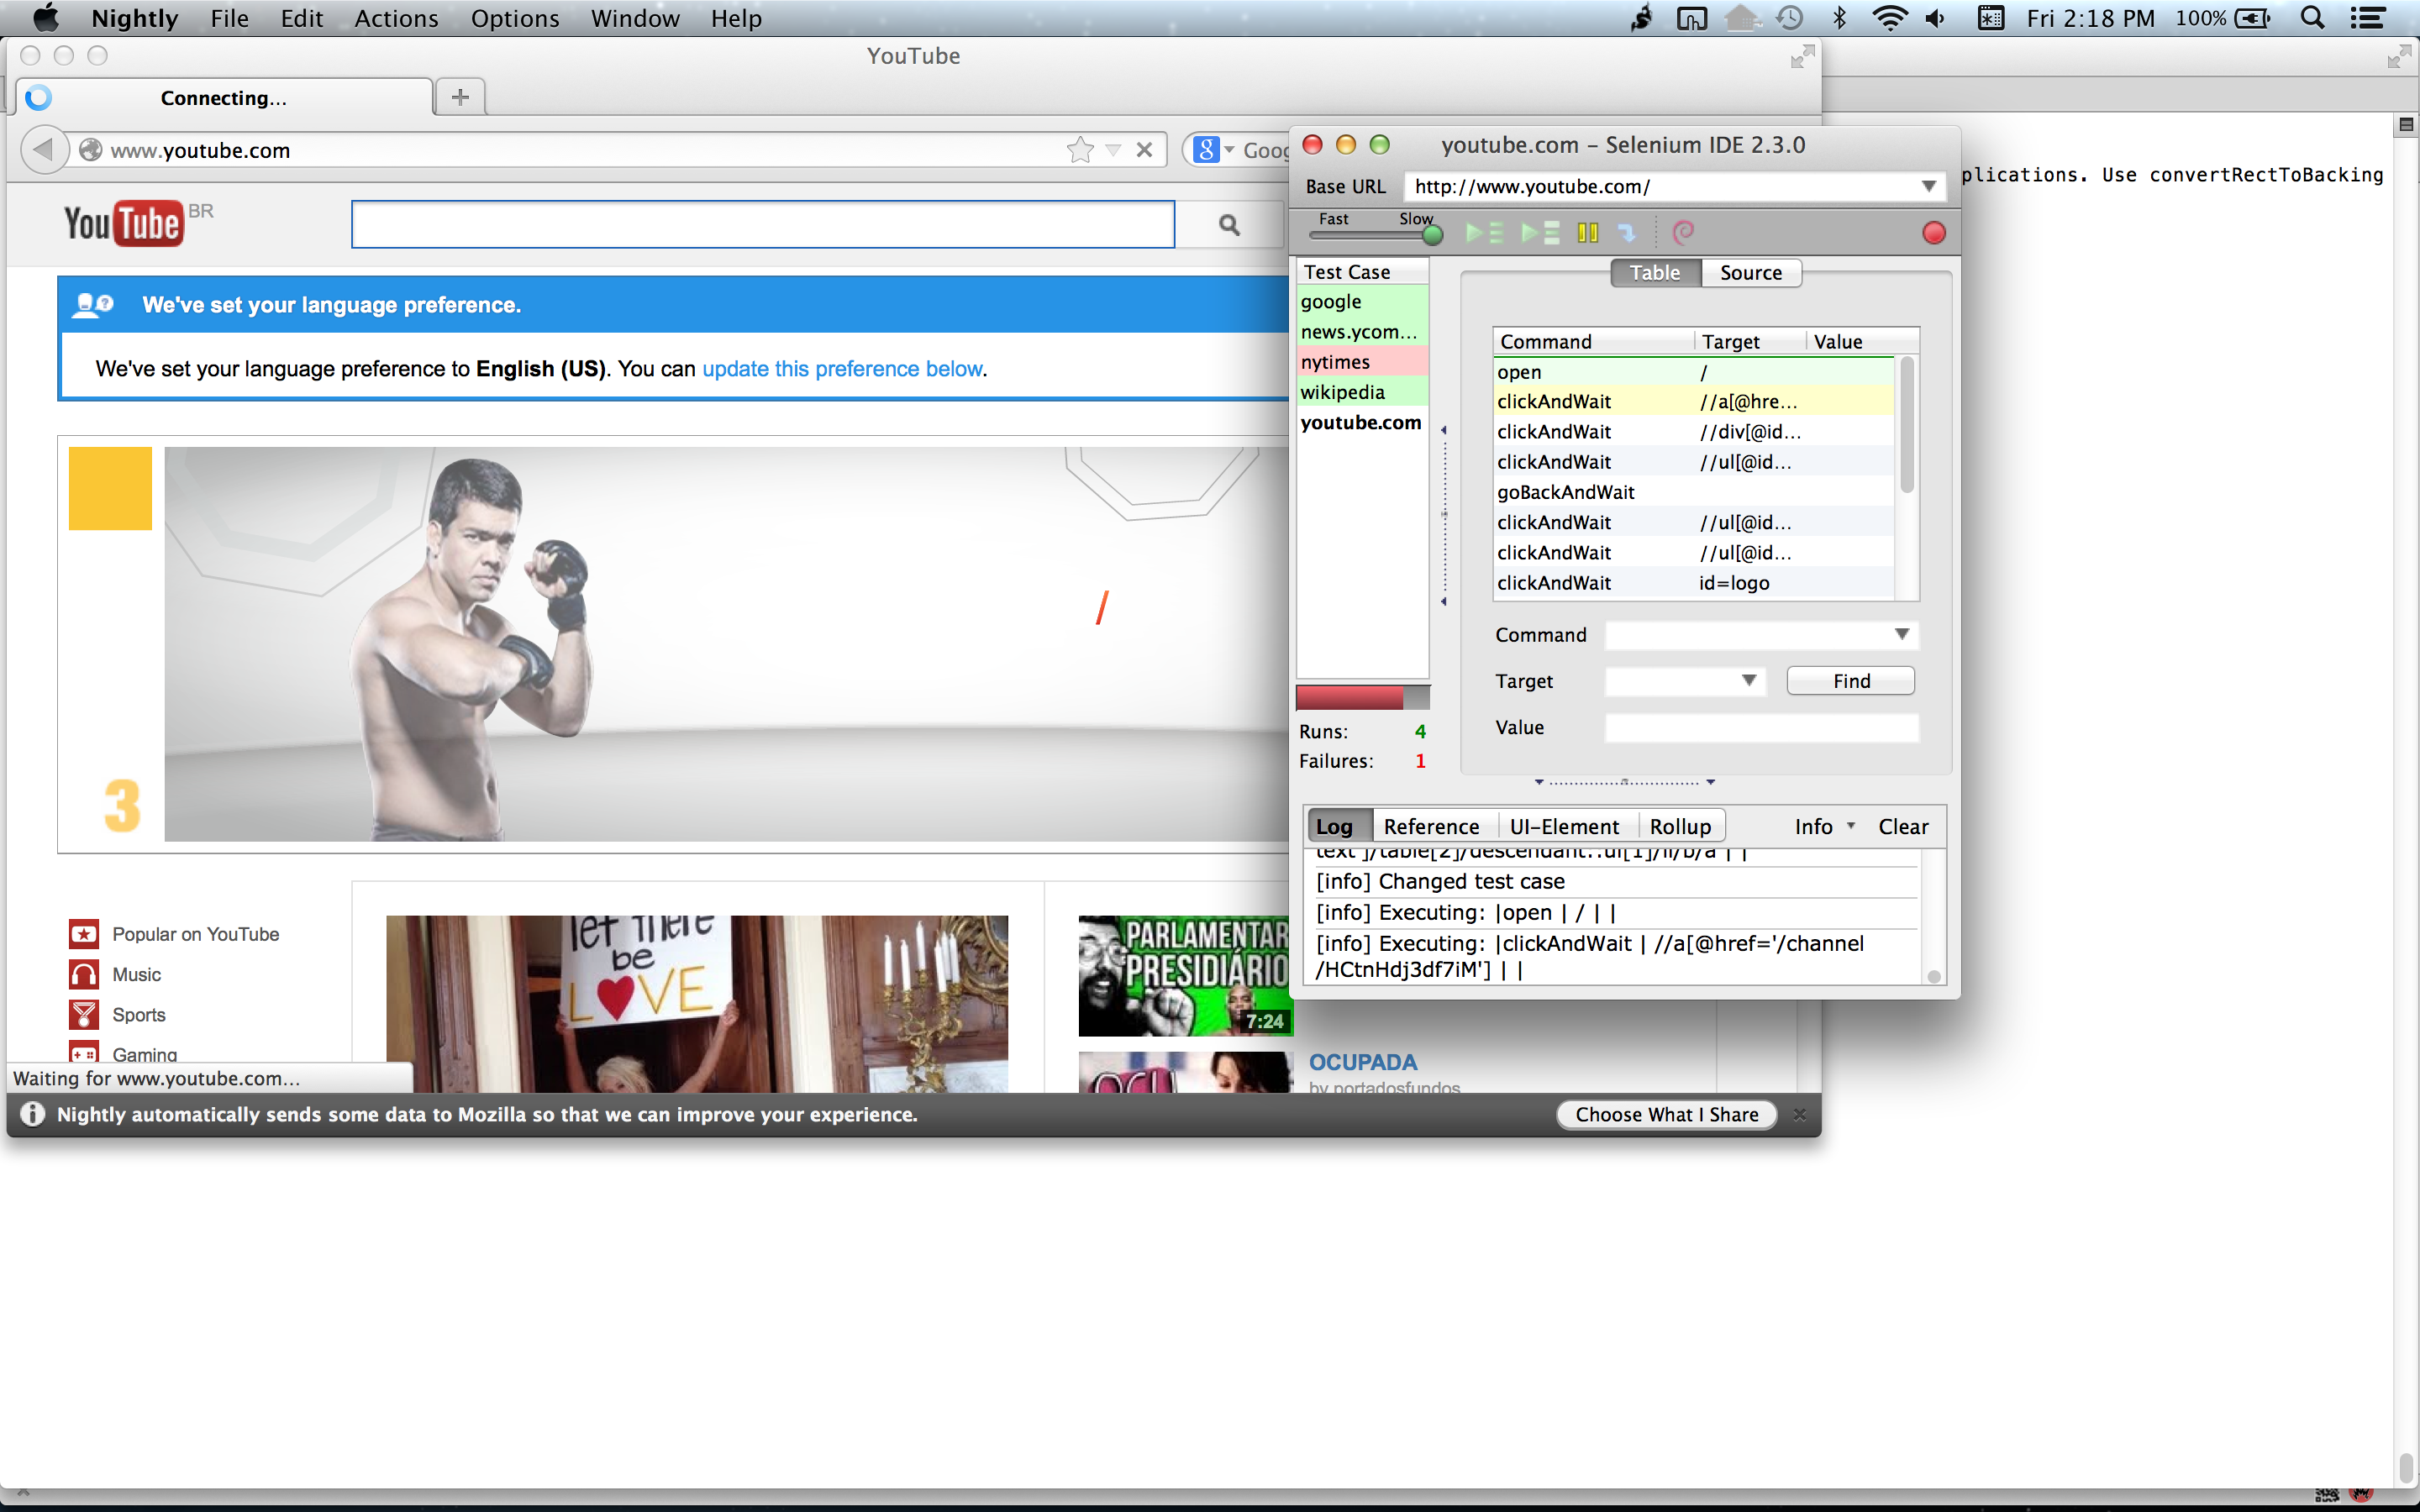 Nightly File Edit Actions Options Window Help
Fri 2:18 PM 100%
YouTube
Connecting...
www.youtube.com
Goog
plications. Use convertRectToBacking
YouTube BR
We've set your language preference.
We've set your language preference to English (US). You can update this preference below.
/
3
Popular on YouTube
Music
Sports
Gaming
let there
be
LOVE
PARLAMENTAR
PRESIDIÁRIO
7:24
OCU
OCUPADA
by portadosfundos
Waiting for www.youtube.com...
Nightly automatically sends some data to Mozilla so that we can improve your experience.
Choose What I Share
youtube.com - Selenium IDE 2.3.0
Base URL http://www.youtube.com/
Fast Slow
Test Case
google
news.ycom...
nytimes
wikipedia
youtube.com
Runs: 4
Failures: 1
Table Source
Command Target Value
open /
clickAndWait //a[@hre...
clickAndWait //div[@id...
clickAndWait //ul[@id...
goBackAndWait
clickAndWait //ul[@id...
clickAndWait //ul[@id...
clickAndWait id=logo
Command
Target Find
Value
Log Reference UI-Element Rollup Info Clear
text']/table[2]/descendant::ul[1]/li/b/a | |
[info] Changed test case
[info] Executing: |open | / | |
[info] Executing: |clickAndWait | //a[@href='/channel
/HCtnHdj3df7iM'] | |